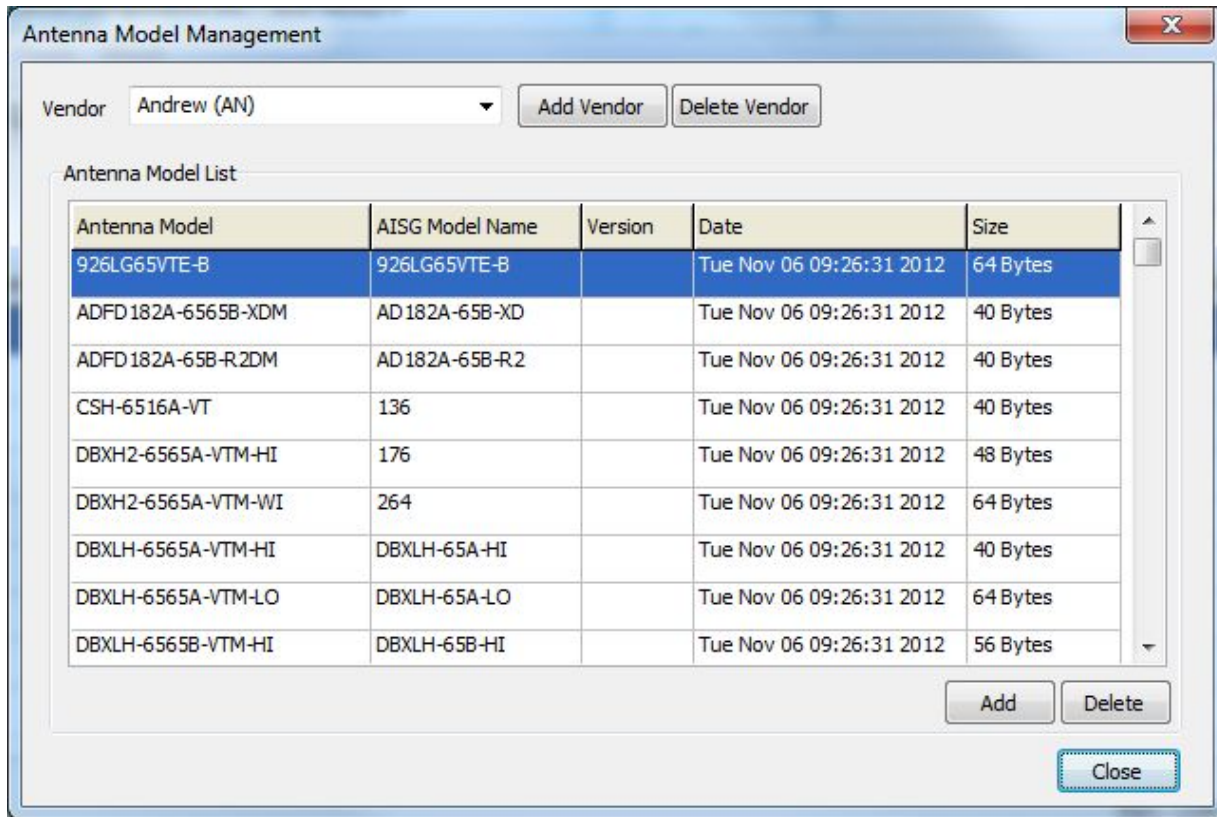 Antenna Model Management
Vendor Andrew (AN) Add Vendor Delete Vendor
Antenna Model List
Antenna Model AISG Model Name Version Date Size
926LG65VTE-B 926LG65VTE-B Tue Nov 06 09:26:31 2012 64 Bytes
ADFD182A-6565B-XDM AD182A-65B-XD Tue Nov 06 09:26:31 2012 40 Bytes
ADFD182A-65B-R2DM AD182A-65B-R2 Tue Nov 06 09:26:31 2012 40 Bytes
CSH-6516A-VT 136 Tue Nov 06 09:26:31 2012 40 Bytes
DBXH2-6565A-VTM-HI 176 Tue Nov 06 09:26:31 2012 48 Bytes
DBXH2-6565A-VTM-WI 264 Tue Nov 06 09:26:31 2012 64 Bytes
DBXLH-6565A-VTM-HI DBXLH-65A-HI Tue Nov 06 09:26:31 2012 40 Bytes
DBXLH-6565A-VTM-LO DBXLH-65A-LO Tue Nov 06 09:26:31 2012 64 Bytes
DBXLH-6565B-VTM-HI DBXLH-65B-HI Tue Nov 06 09:26:31 2012 56 Bytes
Add Delete
Close